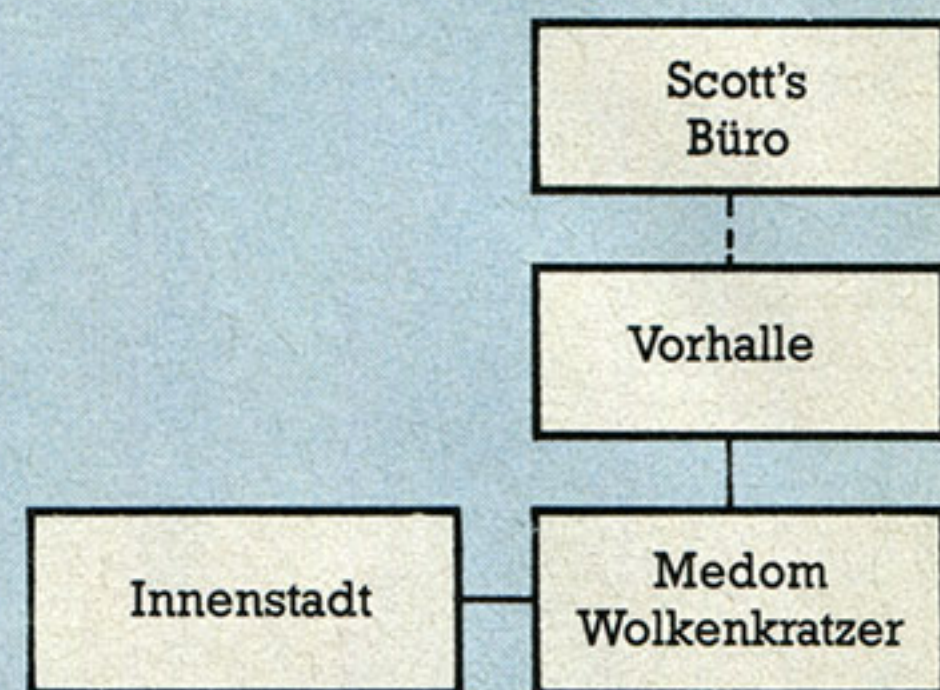 Scott's
Büro
Vorhalle
Innenstadt
Medom
Wolkenkratzer